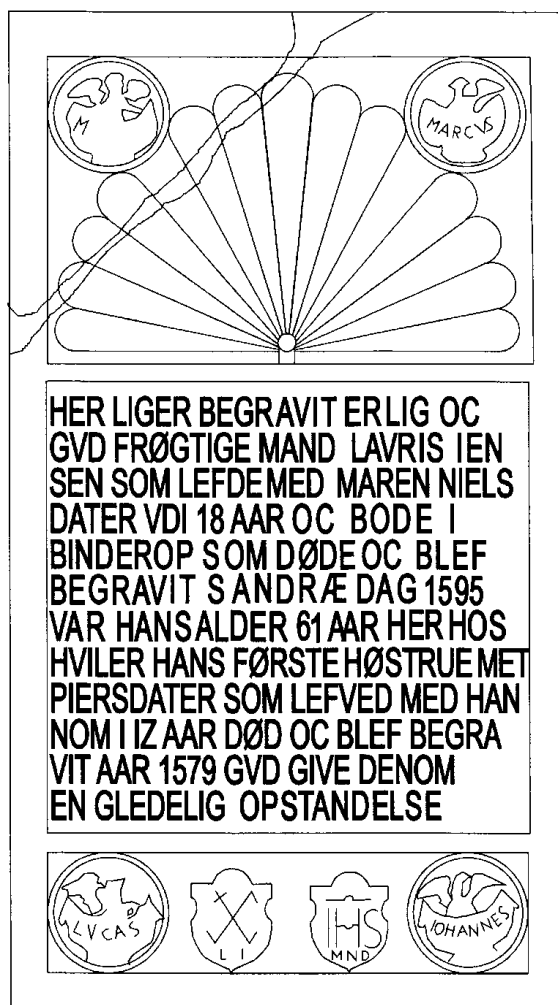 M
MARCVS
HER LIGER BEGRAVIT ERLIG OC
GVD FRØGTIGE MAND LAVRIS IEN
SEN SOM LEFDE MED MAREN NIELS
DATER VDI 18 AAR OC BODE I
BINDEROP SOM DØDE OC BLEF
BEGRAVIT S ANDRÆ DAG 1595
VAR HANS ALDER 61 AAR HER HOS
HVILER HANS FØRSTE HØSTRUE MET
PIERSDATER SOM LEFVED MED HAN
NOM I IZ AAR DØD OC BLEF BEGRA
VIT AAR 1579 GVD GIVE DENOM
EN GLEDELIG OPSTANDELSE
LVCAS
LI
IHS
MND
IOHANNES